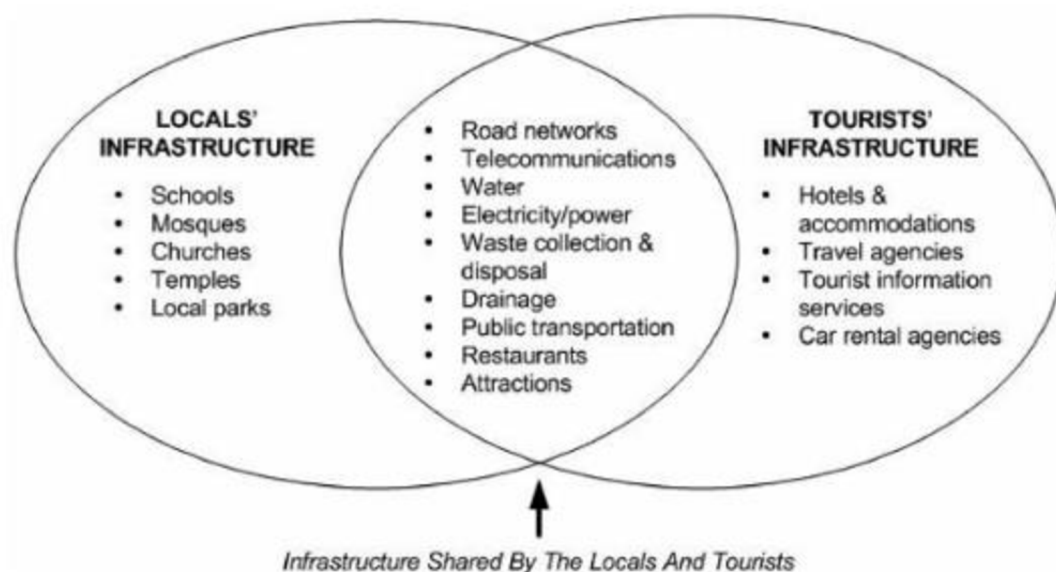 LOCALS'
INFRASTRUCTURE
• Schools
• Mosques
• Churches
• Temples
• Local parks
• Road networks
• Telecommunications
• Water
• Electricity/power
• Waste collection &
disposal
• Drainage
• Public transportation
• Restaurants
• Attractions
TOURISTS'
INFRASTRUCTURE
• Hotels &
accommodations
• Travel agencies
• Tourist information
services
• Car rental agencies
Infrastructure Shared By The Locals And Tourists